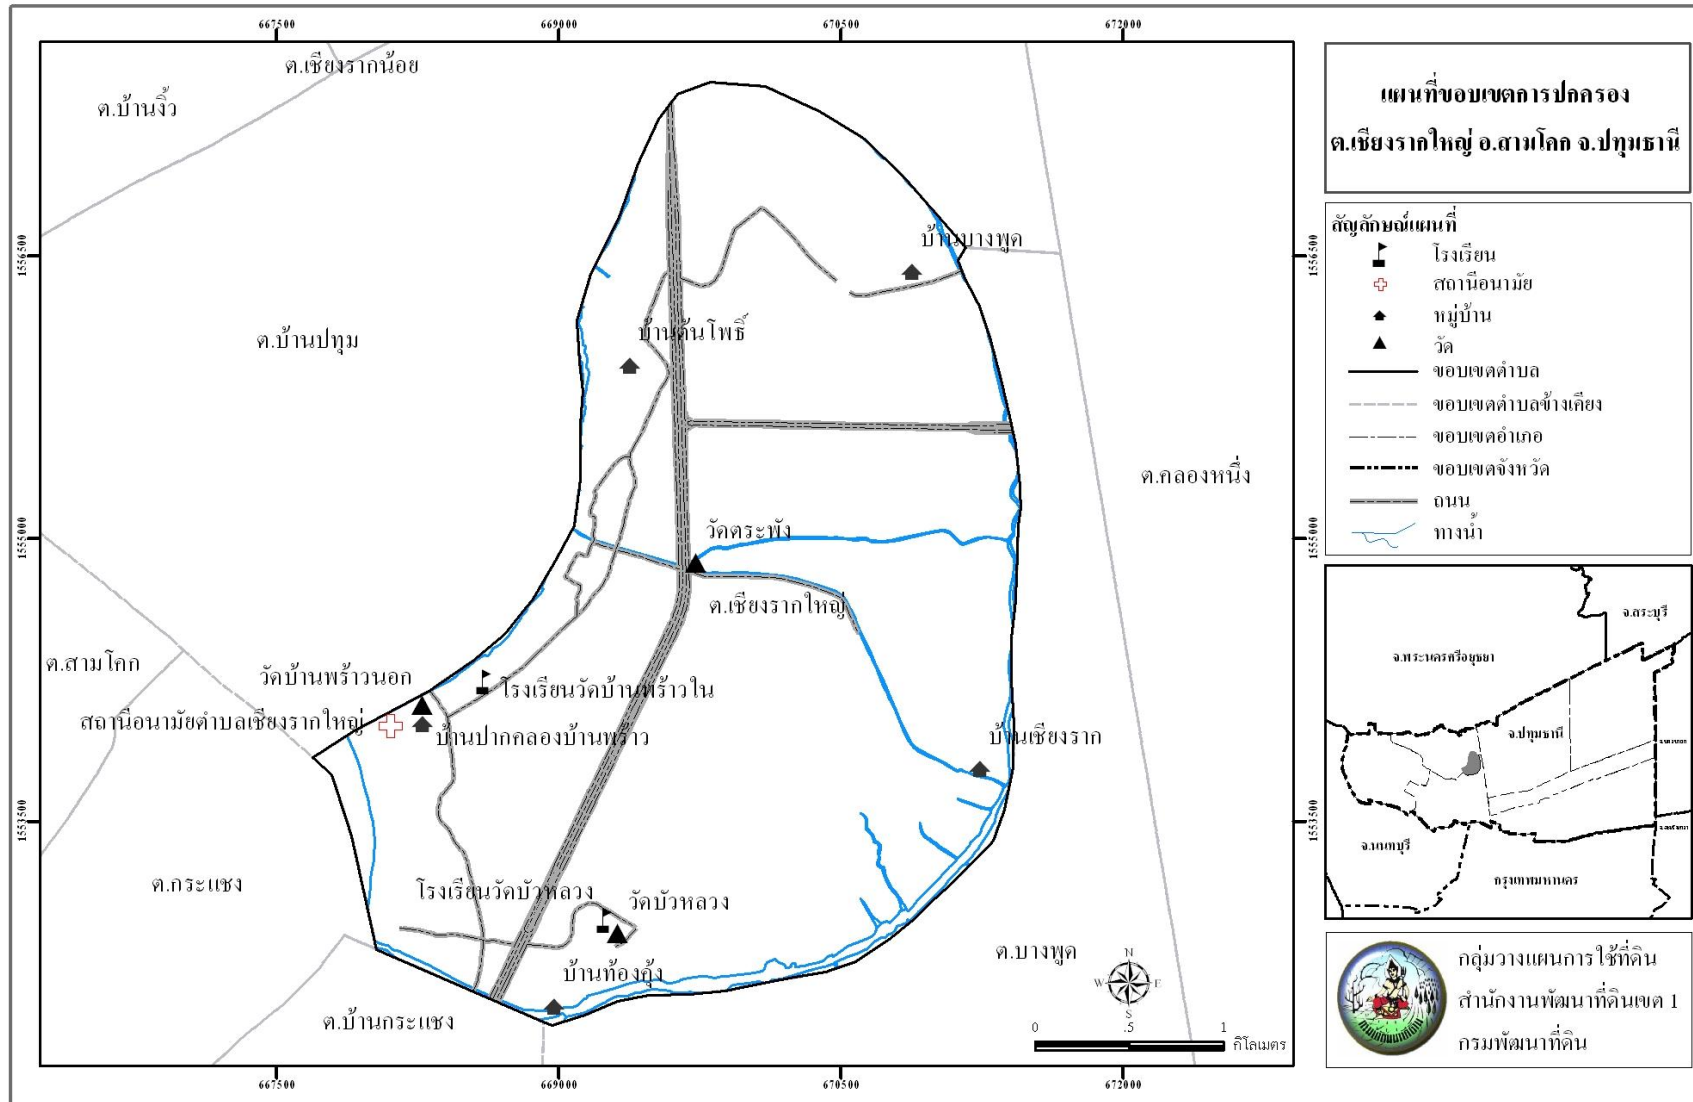 667500
669000
670500
672000
ต.เชียงรากน้อย
ต.บ้านงิ้ว
แผนที่ขอบเขตการปกครอง
ต.เชียงรากใหญ่ อ.สามโคก จ.ปทุมธานี
สัญลักษณ์แผนที่
โรงเรียน
สถานีอนามัย
หมู่บ้าน
วัด
ขอบเขตตำบล
ขอบเขตตำบลข้างเคียง
ขอบเขตอำเภอ
ขอบเขตจังหวัด
ถนน
ทางน้ำ
1556500
1556500
บ้านบางพูด
บ้านต้นโพธิ์
ต.บ้านปทุม
ต.คลองหนึ่ง
1555000
1555000
วัดตระพัง
ต.เชียงรากใหญ่
ต.สามโคก
วัดบ้านพร้าวนอก
โรงเรียนวัดบ้านพร้าวใน
สถานีอนามัยตำบลเชียงรากใหญ่
บ้านปากคลองบ้านพร้าว
บ้านเชียงราก
1553500
1553500
ต.กระแชง
โรงเรียนวัดบัวหลวง
วัดบัวหลวง
บ้านท้องคุ้ง
ต.บางพูด
ต.บ้านกระแชง
N
W
E
S
0
.5
1
กิโลเมตร
667500
669000
670500
672000
จ.สระบุรี
จ.พระนครศรีอยุธยา
จ.ปทุมธานี
จ.นนทบุรี
กรุงเทพมหานคร
กรมพัฒนาที่ดิน
กลุ่มวางแผนการใช้ที่ดิน
สำนักงานพัฒนาที่ดินเขต 1
กรมพัฒนาที่ดิน